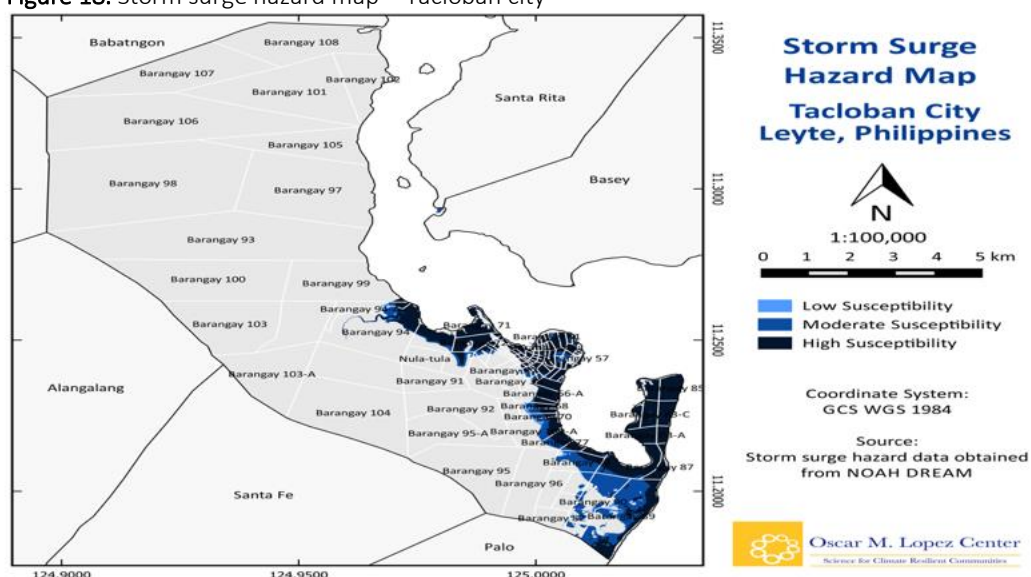 Figure 18. Storm surge hazard map – Tacloban city
Babatngon
Barangay 108
Barangay 107
Barangay 102
Barangay 101
Santa Rita
Barangay 106
Barangay 105
Barangay 98
Barangay 97
Basey
Barangay 93
Barangay 100
Barangay 99
Barangay 103
Barangay 94
Nula-tula
Barangay 103-A
Barangay 91
Alangalang
Barangay 104
Barangay 92
Barangay 95-A
Barangay 95
Barangay 96
Santa Fe
Palo
11.3500
11.3000
11.2500
11.2000
124.9000
124.9500
125.0000
Storm Surge
Hazard Map
Tacloban City
Leyte, Philippines
N
1:100,000
0 1 2 3 4 5 km
Low Susceptibility
Moderate Susceptibility
High Susceptibility
Coordinate System:
GCS WGS 1984
Source:
Storm surge hazard data obtained
from NOAH DREAM
Oscar M. Lopez Center
Science for Climate Resilient Communities